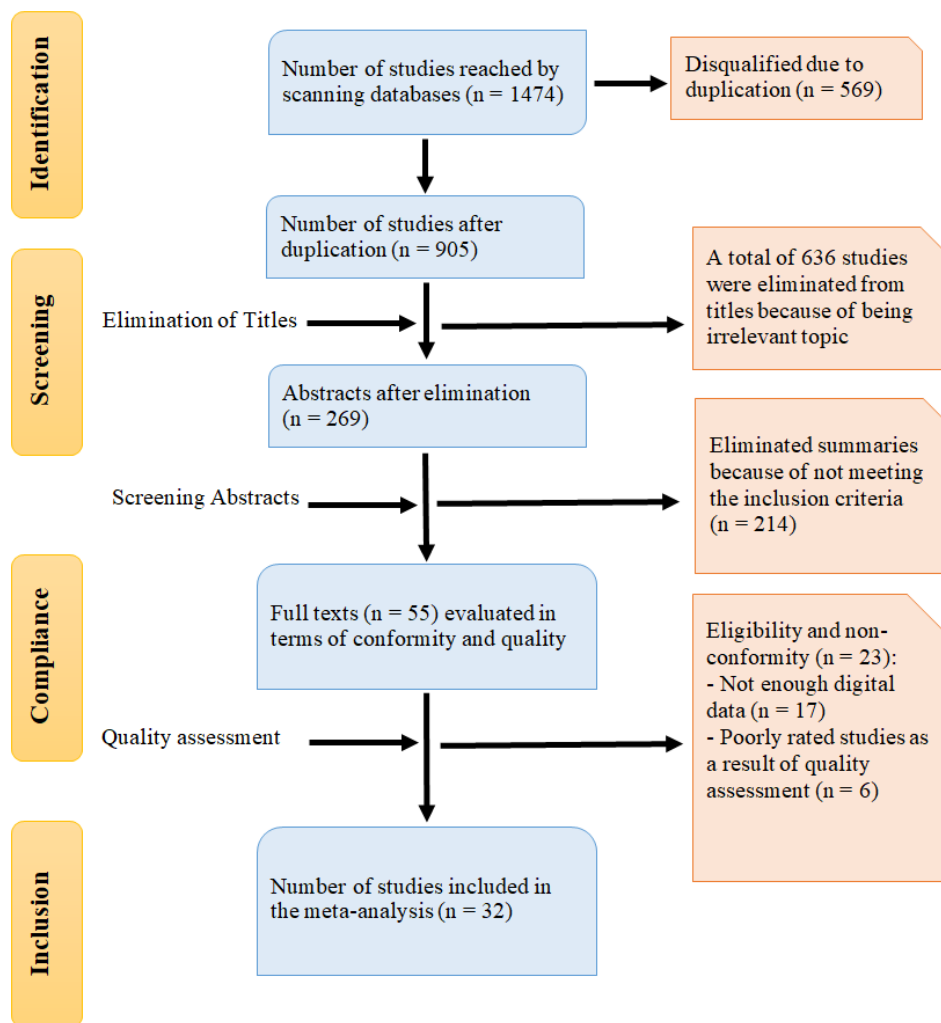 Identification
Number of studies reached by
scanning databases (n = 1474)
Disqualified due to
duplication (n = 569)
Number of studies after
duplication (n = 905)
Screening
Elimination of Titles
A total of 636 studies
were eliminated from
titles because of being
irrelevant topic
Abstracts after elimination
(n = 269)
Screening Abstracts
Eliminated summaries
because of not meeting
the inclusion criteria
(n = 214)
Compliance
Full texts (n = 55) evaluated in
terms of conformity and quality
Quality assessment
Eligibility and non-
conformity (n = 23):
- Not enough digital
data (n = 17)
- Poorly rated studies as
a result of quality
assessment (n = 6)
Inclusion
Number of studies included in
the meta-analysis (n = 32)